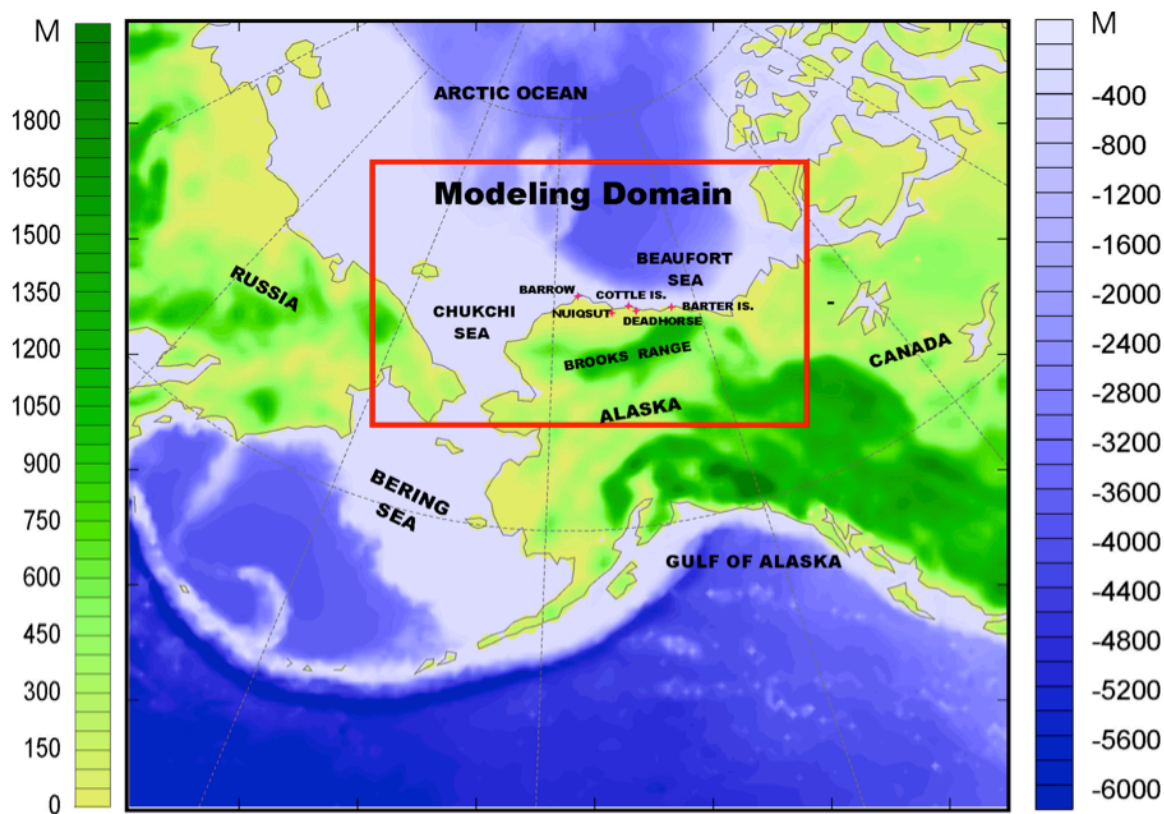 M
1800
1650
1500
1350
1200
1050
900
750
600
450
300
150
0
ARCTIC OCEAN
Modeling Domain
BEAUFORT
SEA
BARROW
COTTLE IS.
BARTER IS.
NUIQSUT
DEADHORSE
CHUKCHI
SEA
RUSSIA
BROOKS RANGE
CANADA
ALASKA
BERING
SEA
GULF OF ALASKA
M
-400
-800
-1200
-1600
-2000
-2400
-2800
-3200
-3600
-4000
-4400
-4800
-5200
-5600
-6000